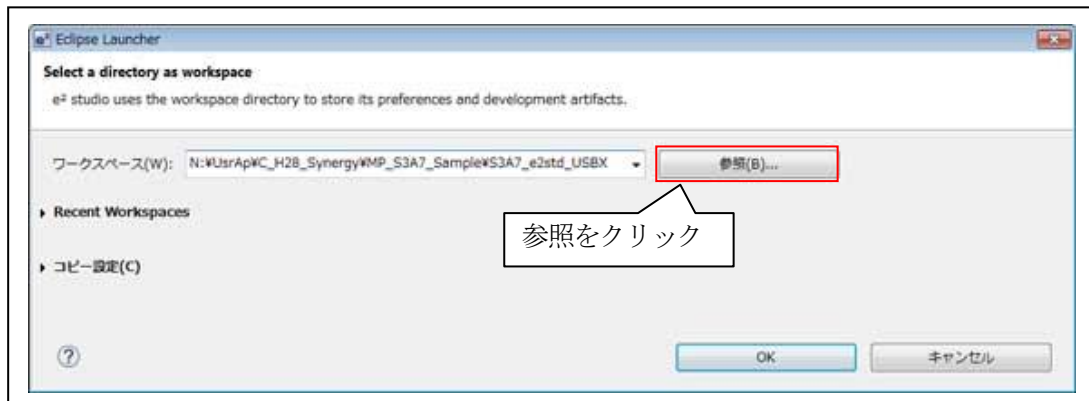 e² Eclipse Launcher
Select a directory as workspace
e² studio uses the workspace directory to store its preferences and development artifacts.
ワークスペース(W): N:¥UsrAp¥C_H28_Synergy¥MP_S3A7_Sample¥S3A7_e2std_USBX 参照(B)...
Recent Workspaces
参照をクリック
コピー設定(C)
? OK キャンセル